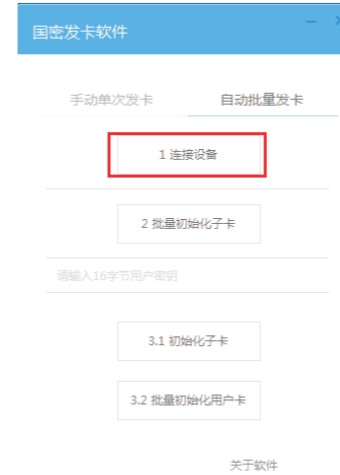 国密发卡软件
手动单次发卡
自动批量发卡
1 连接设备
2 批量初始化子卡
请输入16字节用户密钥
3.1 初始化子卡
3.2 批量初始化用户卡
关于软件